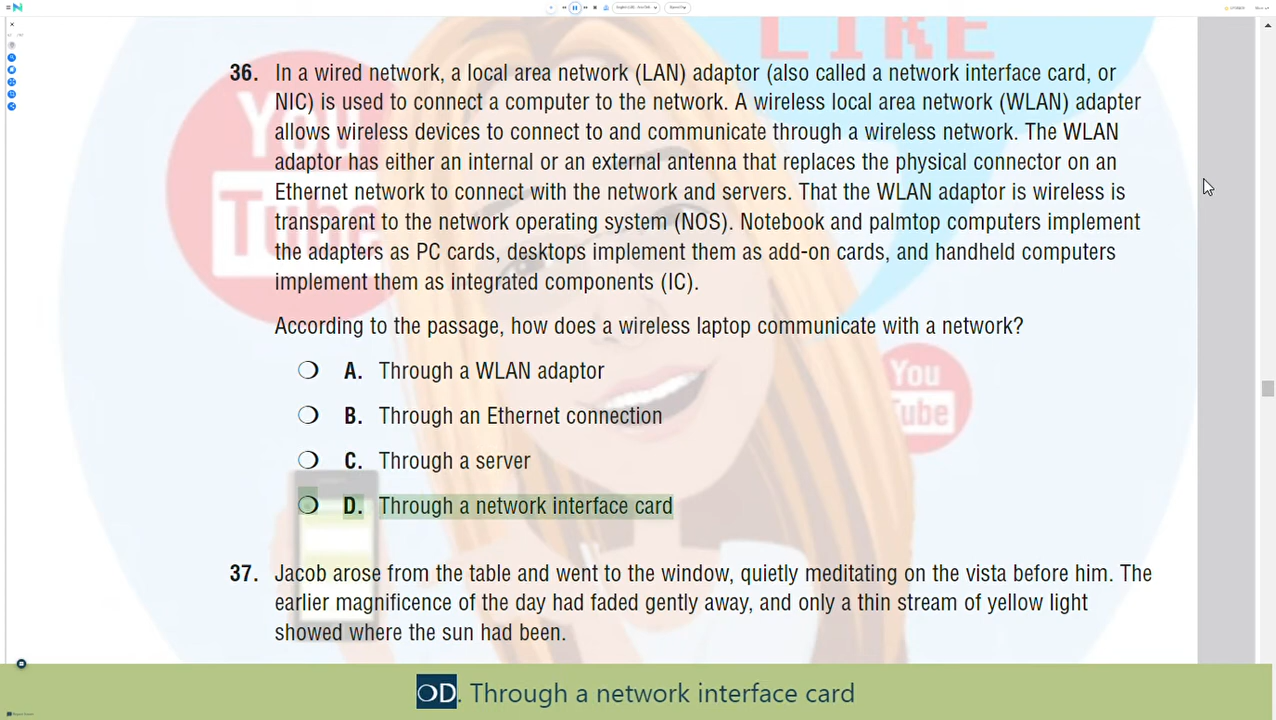 LIKE
36. In a wired network, a local area network (LAN) adaptor (also called a network interface card, or
NIC) is used to connect a computer to the network. A wireless local area network (WLAN) adapter
allows wireless devices to connect to and communicate through a wireless network. The WLAN
adaptor has either an internal or an external antenna that replaces the physical connector on an
Ethernet network to connect with the network and servers. That the WLAN adaptor is wireless is
transparent to the network operating system (NOS). Notebook and palmtop computers implement
the adapters as PC cards, desktops implement them as add-on cards, and handheld computers
implement them as integrated components (IC).
You
Tube
According to the passage, how does a wireless laptop communicate with a network?
A. Through a WLAN adaptor
B. Through an Ethernet connection
C. Through a server
D. Through a network interface card
You
Tube
37. Jacob arose from the table and went to the window, quietly meditating on the vista before him. The
earlier magnificence of the day had faded gently away, and only a thin stream of yellow light
showed where the sun had been.
D. Through a network interface card